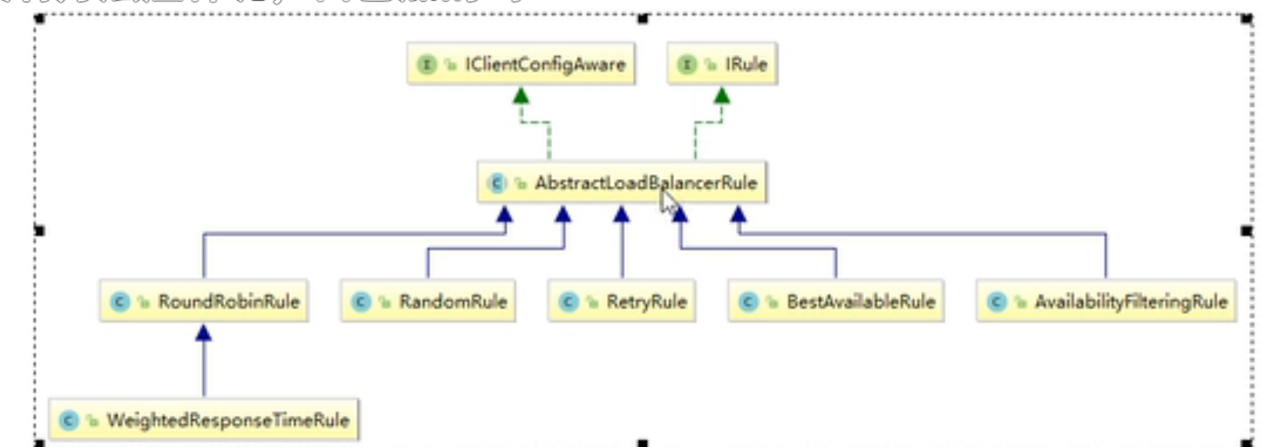 IClientConfigAware
IRule
AbstractLoadBalancerRule
RoundRobinRule
RandomRule
RetryRule
BestAvailableRule
AvailabilityFilteringRule
WeightedResponseTimeRule